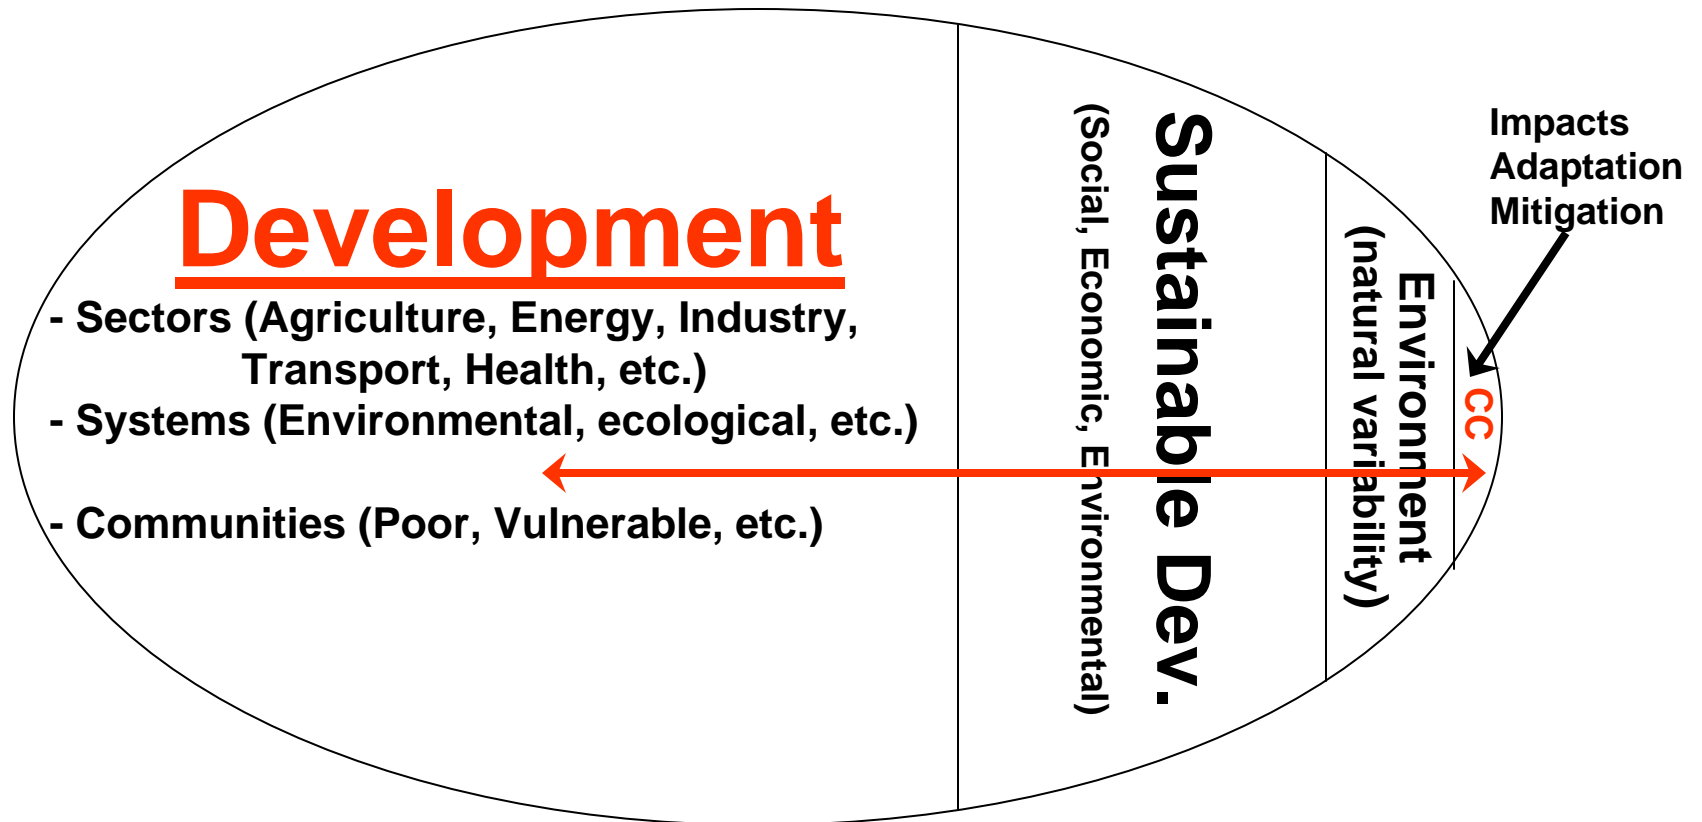 Development
- Sectors (Agriculture, Energy, Industry,
Transport, Health, etc.)
- Systems (Environmental, ecological, etc.)
- Communities (Poor, Vulnerable, etc.)
Sustainable Dev.
(Social, Economic, Environmental)
Environment
(natural variability)
CC
Impacts
Adaptation
Mitigation